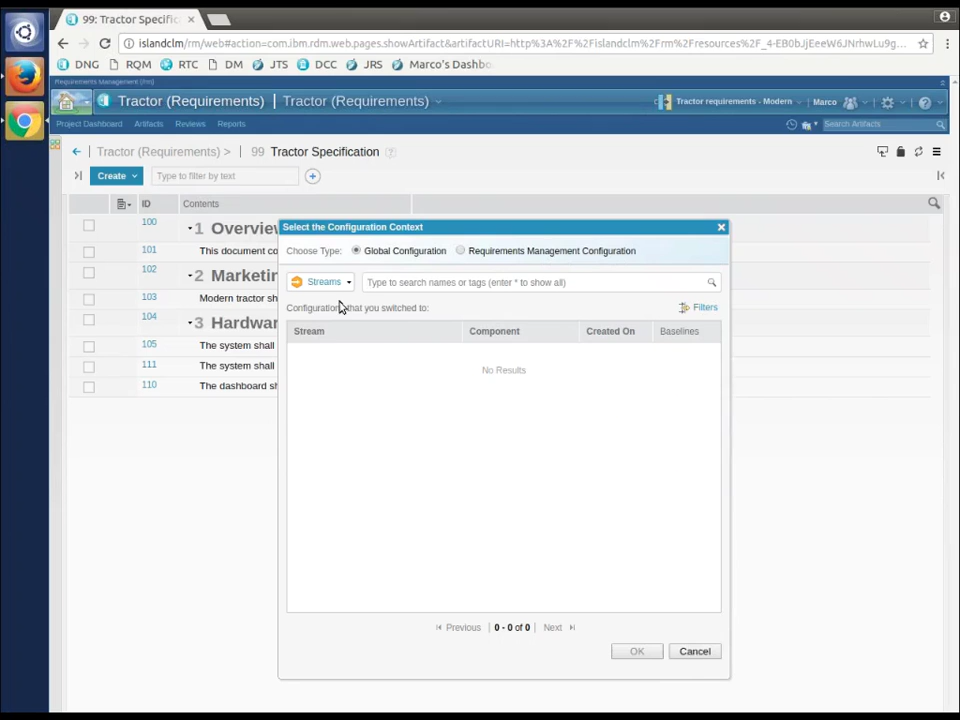 99: Tractor Specific
islandclm/rm/web#action=com.ibm.rdm.web.pages.showArtifact&artifactURI=http%3A%2F%2Fislandclm%2Frm%2Fresources%2F_4-EB0bJjEeeW6JNrhwLu9g...
DNG RQM RTC DM JTS DCC JRS Marco's Dashbo
Requirements Management (/rm)
Tractor (Requirements) | Tractor (Requirements) Tractor requirements - Modern Marco
Project Dashboard Artifacts Reviews Reports Search Artifacts
Tractor (Requirements) > 99 Tractor Specification
Create Type to filter by text
ID Contents
100 1 Overview
101 This document co
102 2 Marketin
103 Modern tractor sh
104 3 Hardwar
105 The system shall
111 The system shall
110 The dashboard sh
Select the Configuration Context
Choose Type: Global Configuration Requirements Management Configuration
Streams Type to search names or tags (enter * to show all)
Configurations that you switched to: Filters
Stream Component Created On Baselines
No Results
Previous | 0 - 0 of 0 | Next
OK Cancel